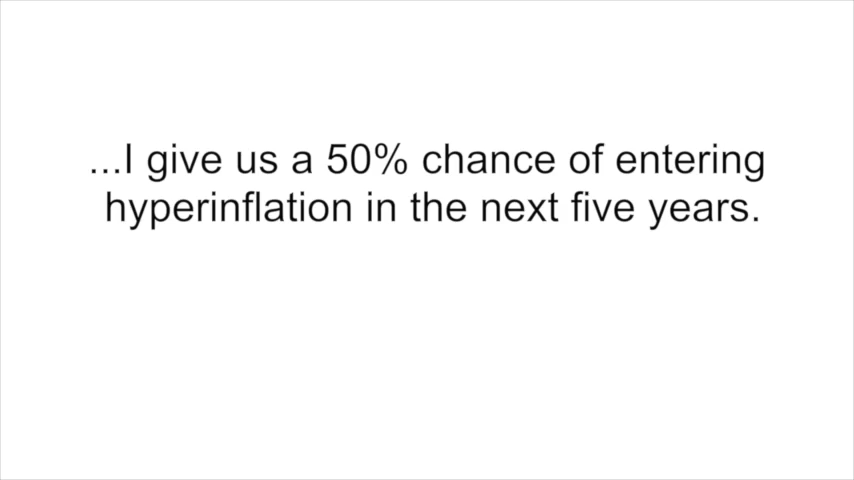 ...I give us a 50% chance of entering
hyperinflation in the next five years.